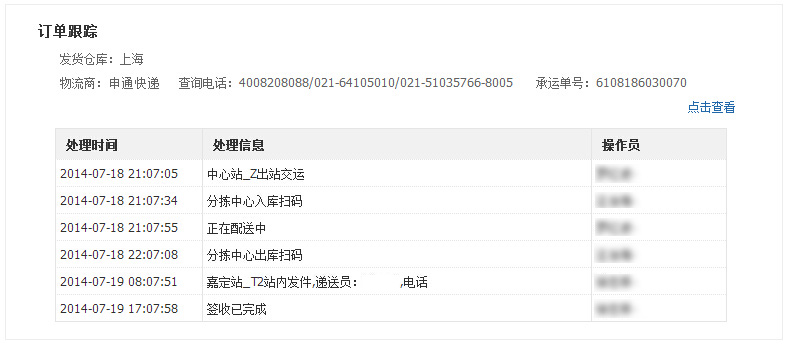 订单跟踪
发货仓库：上海
物流商：申通快递 查询电话：4008208088/021-64105010/021-51035766-8005 承运单号：6108186030070
点击查看
处理时间 处理信息 操作员
2014-07-18 21:07:05 中心站_Z出站交运
2014-07-18 21:07:34 分拣中心入库扫码
2014-07-18 21:07:55 正在配送中
2014-07-18 22:07:08 分拣中心出库扫码
2014-07-19 08:07:51 嘉定站_T2站内发件,递送员： ,电话
2014-07-19 17:07:58 签收已完成